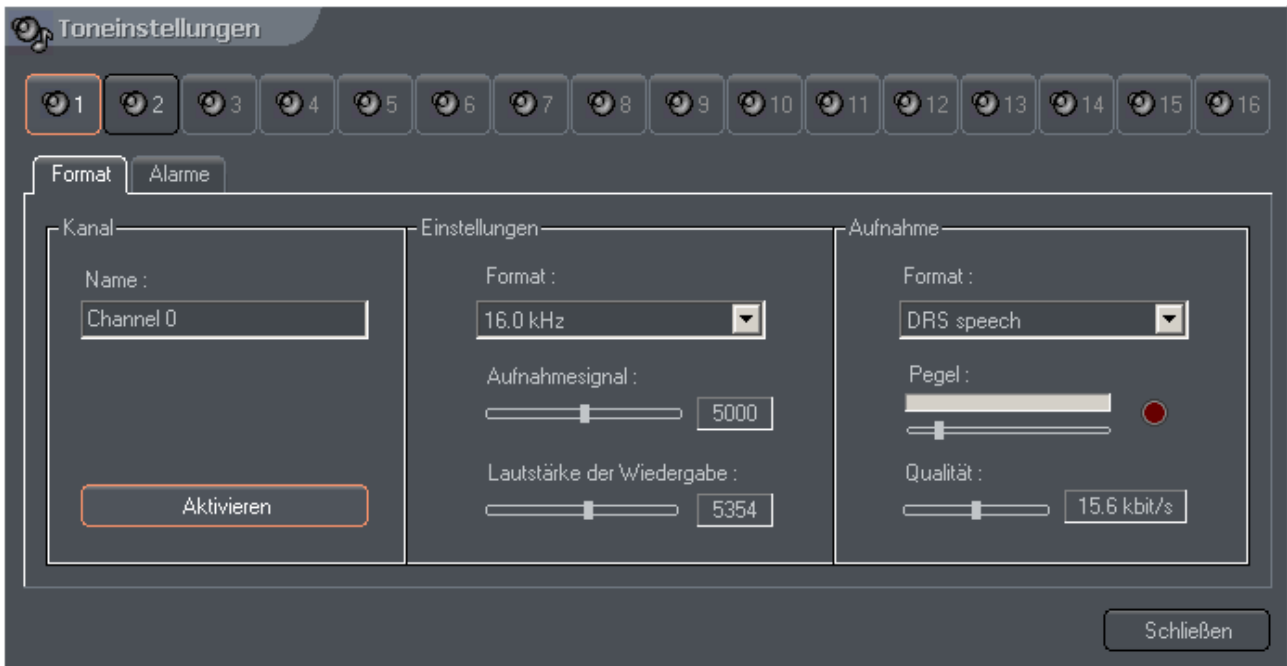 Toneinstellungen
1 2 3 4 5 6 7 8 9 10 11 12 13 14 15 16
Format Alarme
Kanal
Name :
Channel 0
Aktivieren
Einstellungen
Format :
16.0 kHz
Aufnahmesignal :
5000
Lautstärke der Wiedergabe :
5354
Aufnahme
Format :
DRS speech
Pegel :
Qualität :
15.6 kbit/s
Schließen